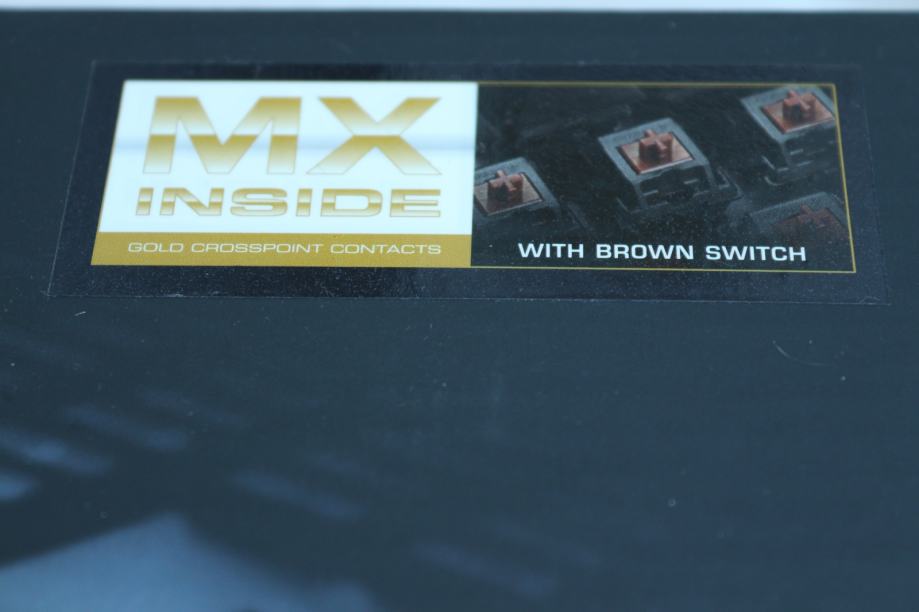 MX
INSIDE
GOLD CROSSPOINT CONTACTS
WITH BROWN SWITCH